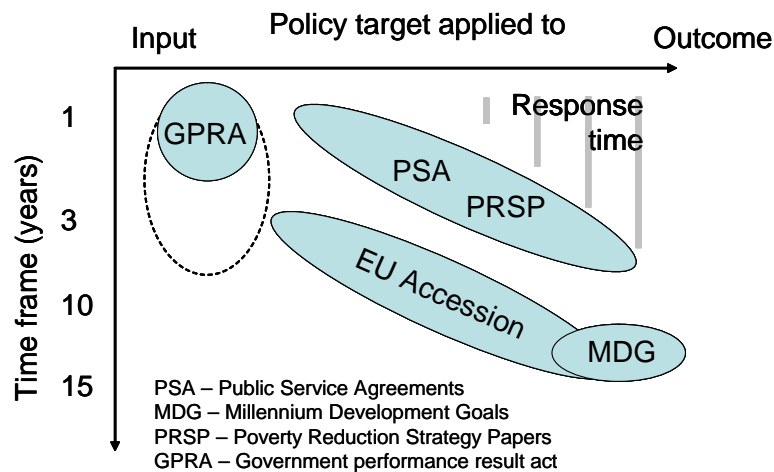 Policy target applied to
Input
Outcome
Response
time
1
3
10
15
Time frame (years)
GPRA
PSA
PRSP
EU Accession
MDG
PSA – Public Service Agreements
MDG – Millennium Development Goals
PRSP – Poverty Reduction Strategy Papers
GPRA – Government performance result act